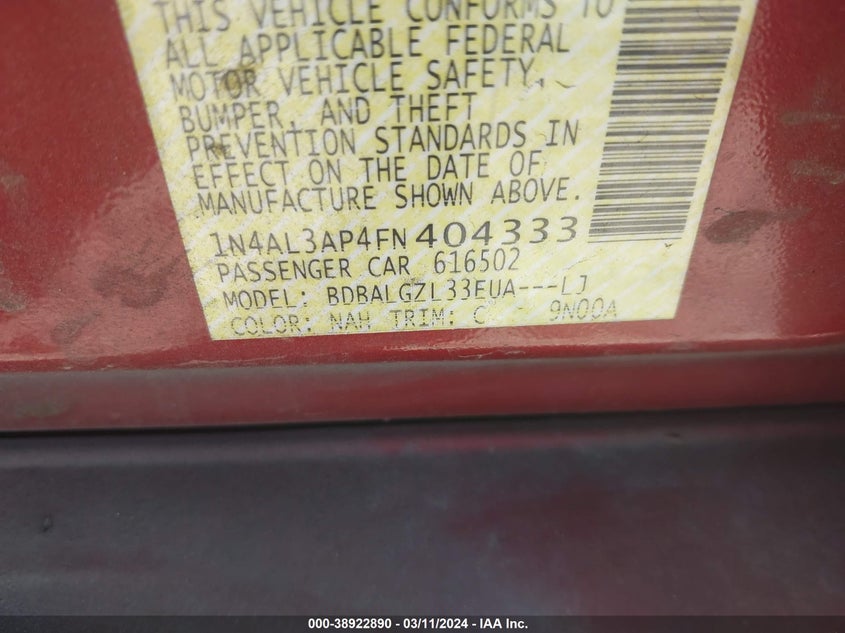 THIS VEHICLE CONFORMS TO
ALL APPLICABLE FEDERAL
MOTOR VEHICLE SAFETY,
BUMPER, AND THEFT
PREVENTION STANDARDS IN
EFFECT ON THE DATE OF
MANUFACTURE SHOWN ABOVE.
1N4AL3AP4FN404333
PASSENGER CAR 616502
MODEL: BDBALGZL33EUA---LJ
COLOR: NAH TRIM: C 9N00A
000-38922890 - 03/11/2024 - IAA Inc.